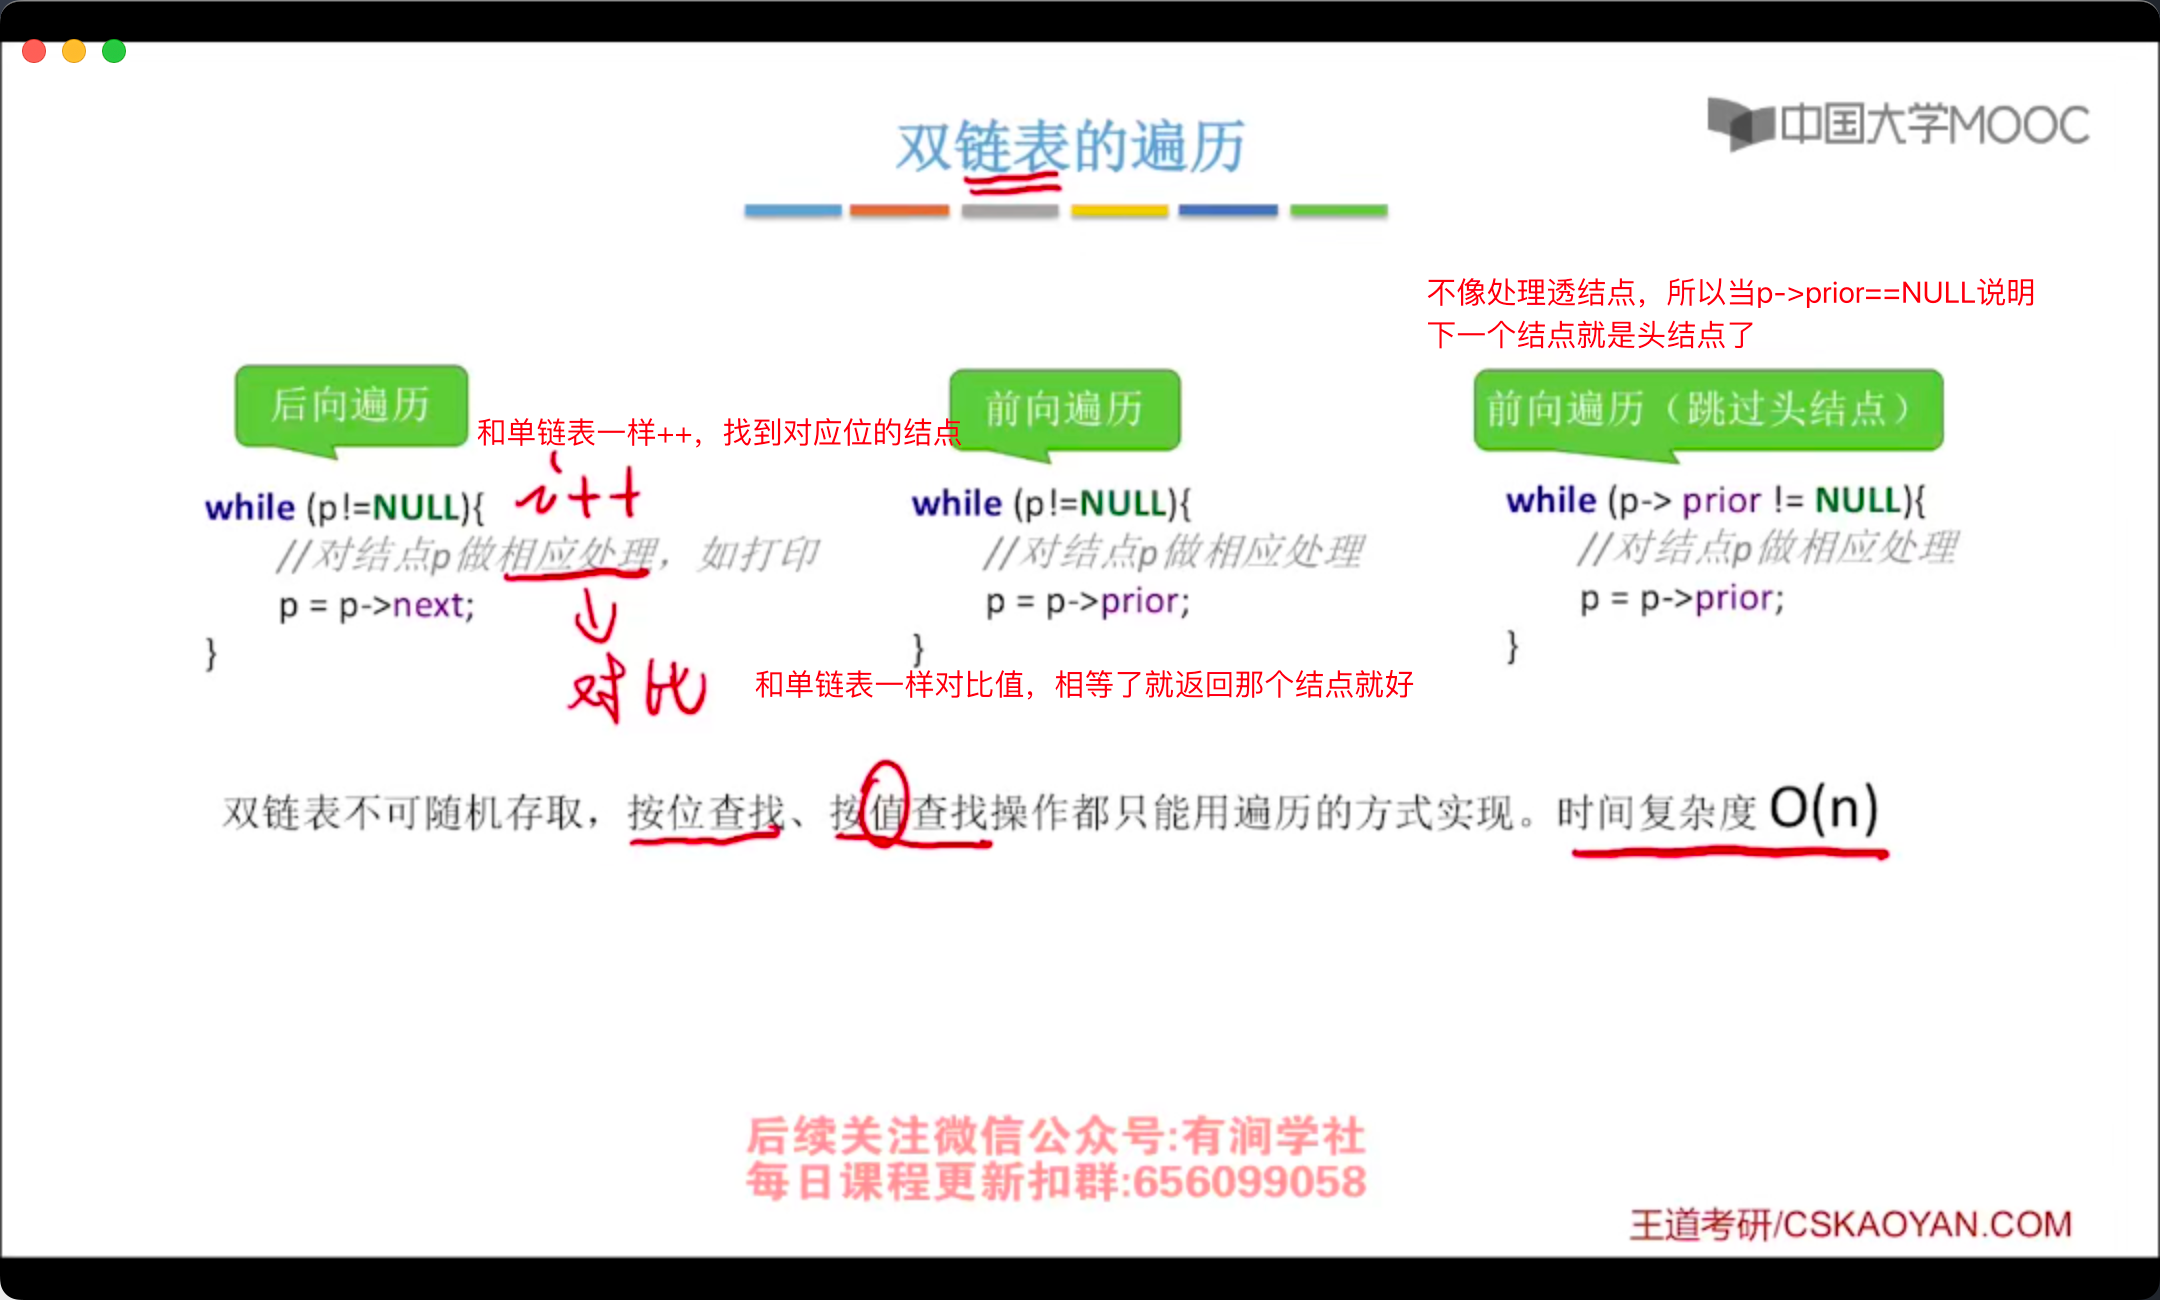 中国大学MOOC
双链表的遍历
不像处理透结点，所以当p->prior==NULL说明
下一个结点就是头结点了
后向遍历
和单链表一样++，找到对应位的结点
i++
while (p!=NULL){
//对结点p做相应处理，如打印
p = p->next;
}
对比
前向遍历
while (p!=NULL){
//对结点p做相应处理
p = p->prior;
}
和单链表一样对比值，相等了就返回那个结点就好
前向遍历（跳过头结点）
while (p-> prior != NULL){
//对结点p做相应处理
p = p->prior;
}
双链表不可随机存取，按位查找、按值查找操作都只能用遍历的方式实现。时间复杂度 O(n)
后续关注微信公众号:有涧学社
每日课程更新扣群:656099058
王道考研/CSKAOYAN.COM